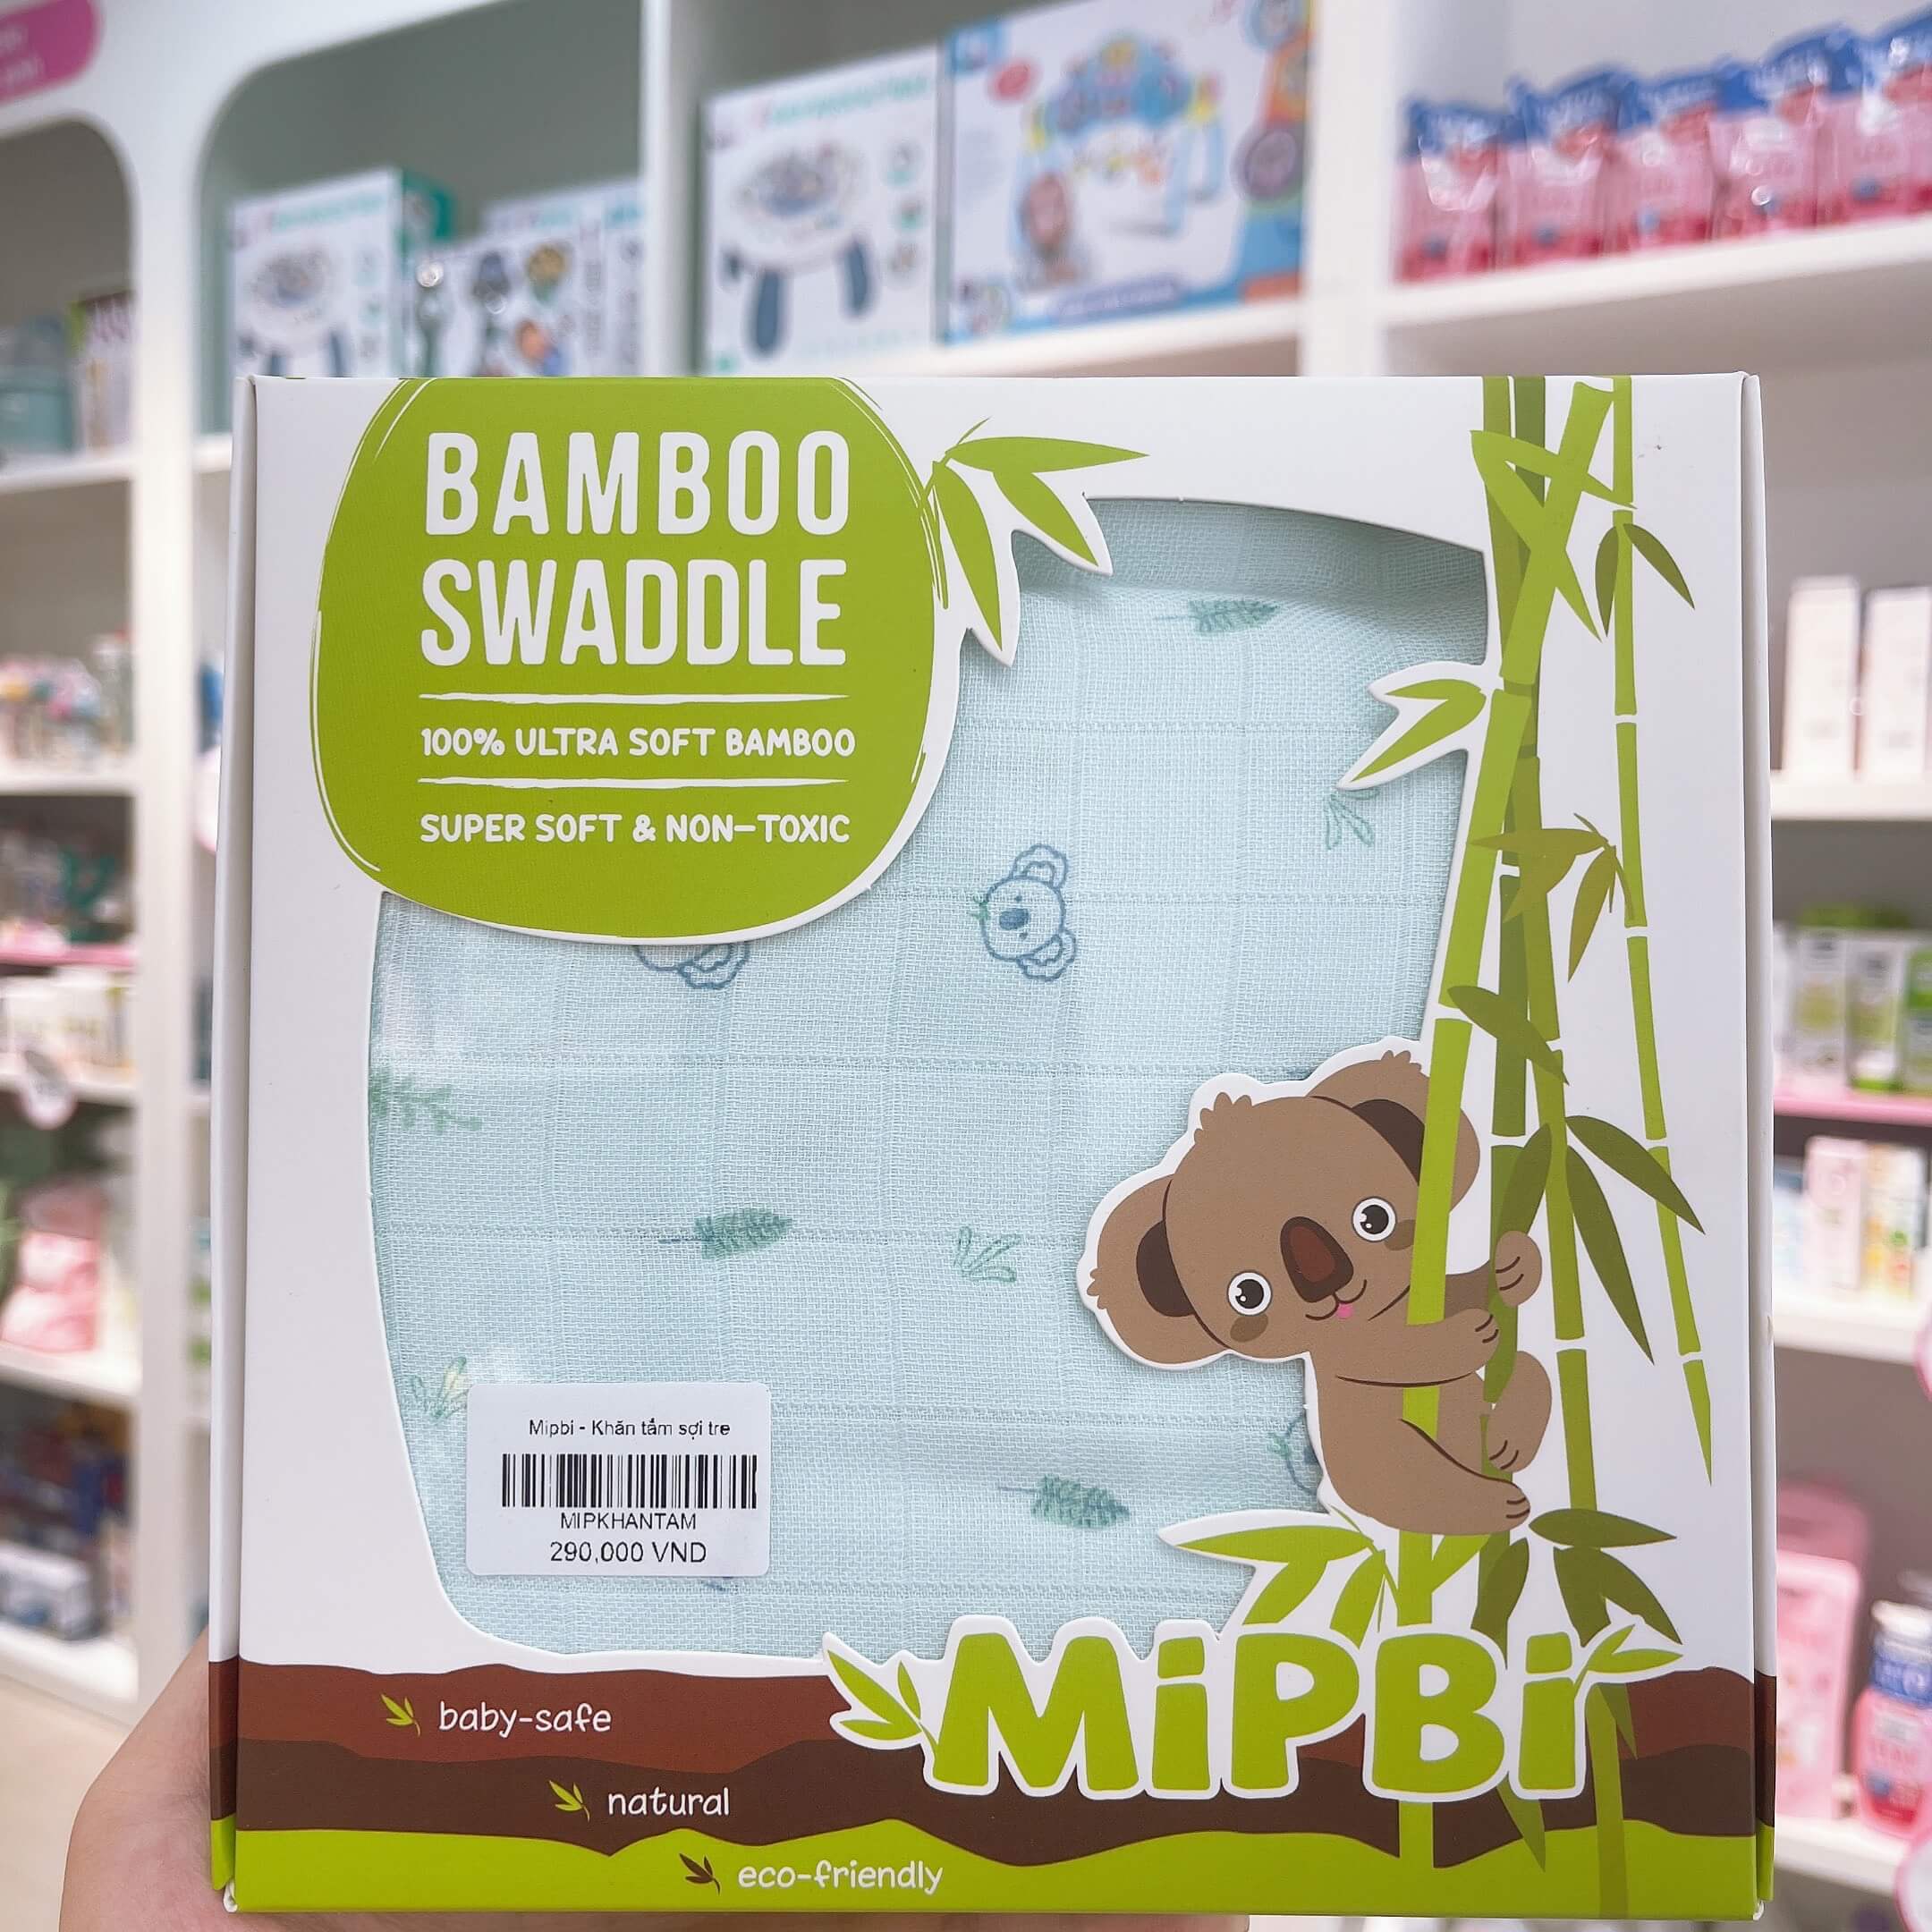 BAMBOO
SWADDLE
100% ULTRA SOFT BAMBOO
SUPER SOFT & NON-TOXIC
Mipbi - Khăn tắm sợi tre
MIPKHANTAM
290,000 VND
MiPBi
baby-safe
natural
eco-friendly